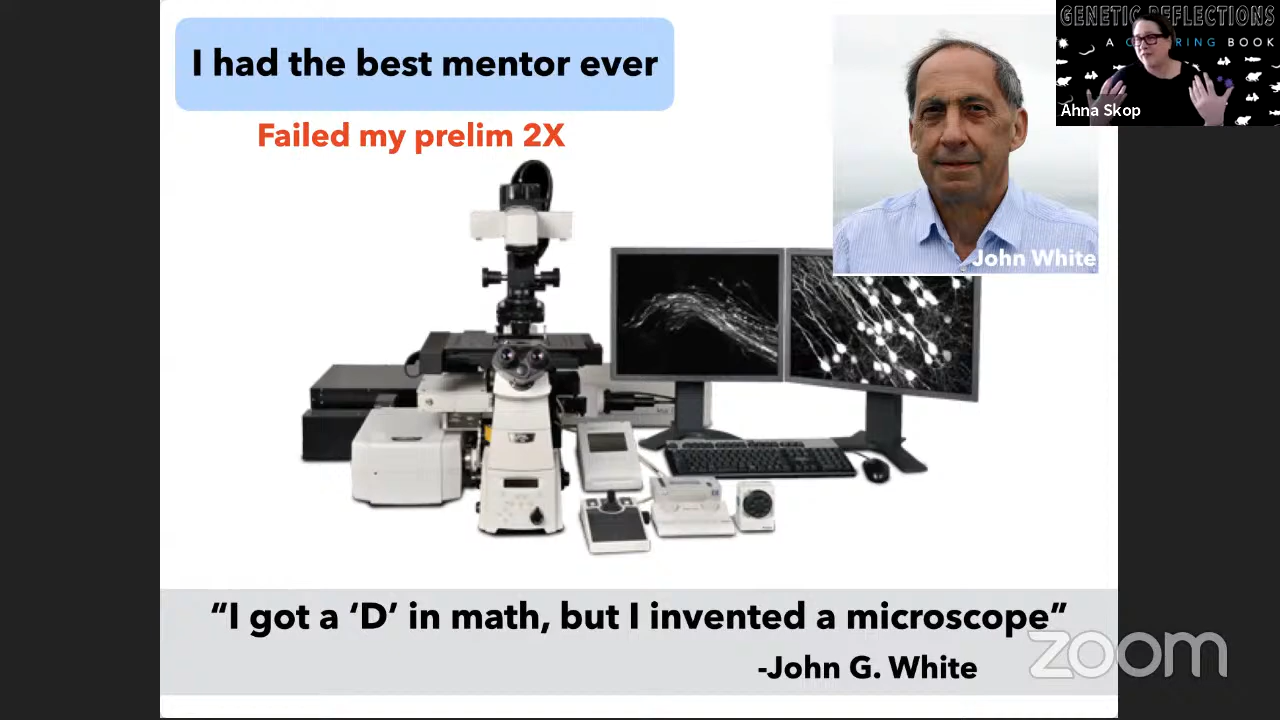 I had the best mentor ever
Failed my prelim 2X
John White
GENETIC REFLECTIONS
A COLORING BOOK
Ahna Skop
“I got a ‘D’ in math, but I invented a microscope”
-John G. White
zoom